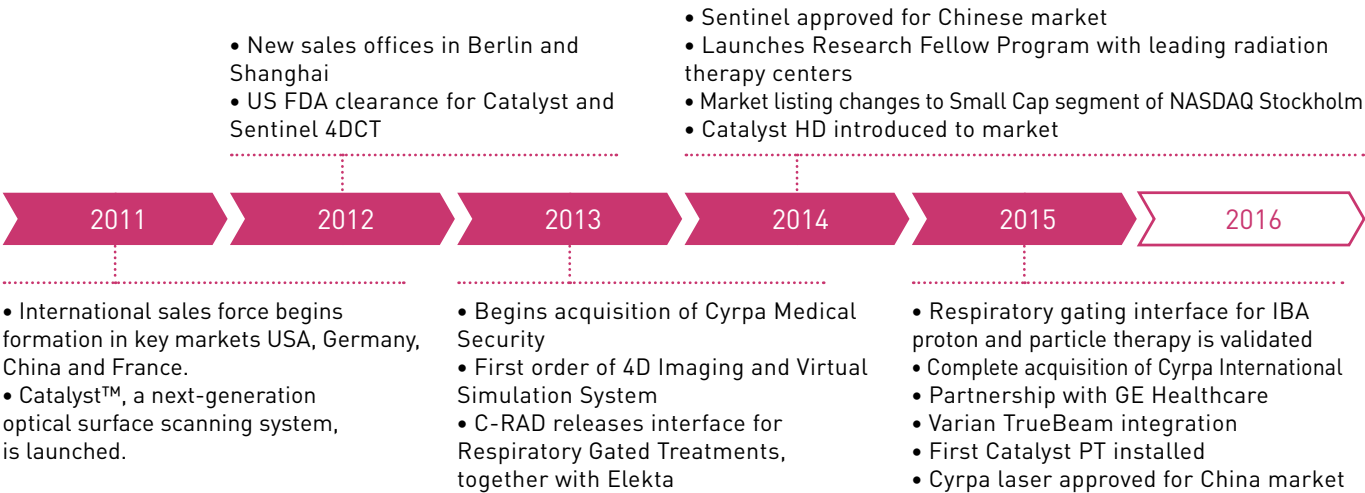 • New sales offices in Berlin and
Shanghai
• US FDA clearance for Catalyst and
Sentinel 4DCT
• Sentinel approved for Chinese market
• Launches Research Fellow Program with leading radiation
therapy centers
• Market listing changes to Small Cap segment of NASDAQ Stockholm
• Catalyst HD introduced to market
2011
2012
2013
2014
2015
2016
• International sales force begins
formation in key markets USA, Germany,
China and France.
• Catalyst™, a next-generation
optical surface scanning system,
is launched.
• Begins acquisition of Cyrpa Medical
Security
• First order of 4D Imaging and Virtual
Simulation System
• C-RAD releases interface for
Respiratory Gated Treatments,
together with Elekta
• Respiratory gating interface for IBA
proton and particle therapy is validated
• Complete acquisition of Cyrpa International
• Partnership with GE Healthcare
• Varian TrueBeam integration
• First Catalyst PT installed
• Cyrpa laser approved for China market